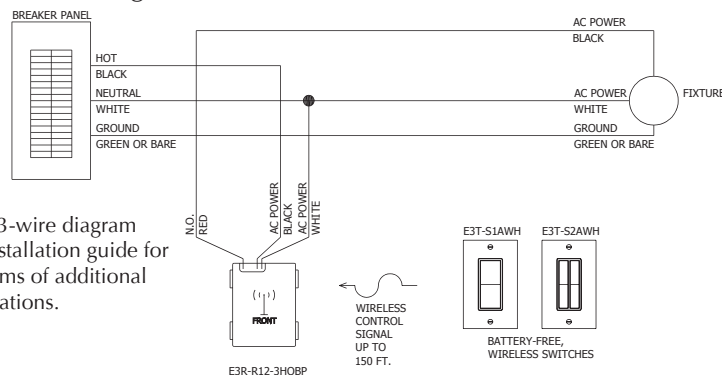 BREAKER PANEL
AC POWER
BLACK
HOT
BLACK
NEUTRAL
WHITE
AC POWER
WHITE
FIXTURE
GROUND
GREEN OR BARE
GROUND
GREEN OR BARE
N.O.
RED
AC POWER
BLACK
AC POWER
WHITE
3-wire diagram
stallation guide for
ms of additional
ations.
FRONT
E3R-R12-3HOBP
WIRELESS
CONTROL
SIGNAL
UP TO
150 FT.
E3T-S1AWH
E3T-S2AWH
BATTERY-FREE,
WIRELESS SWITCHES